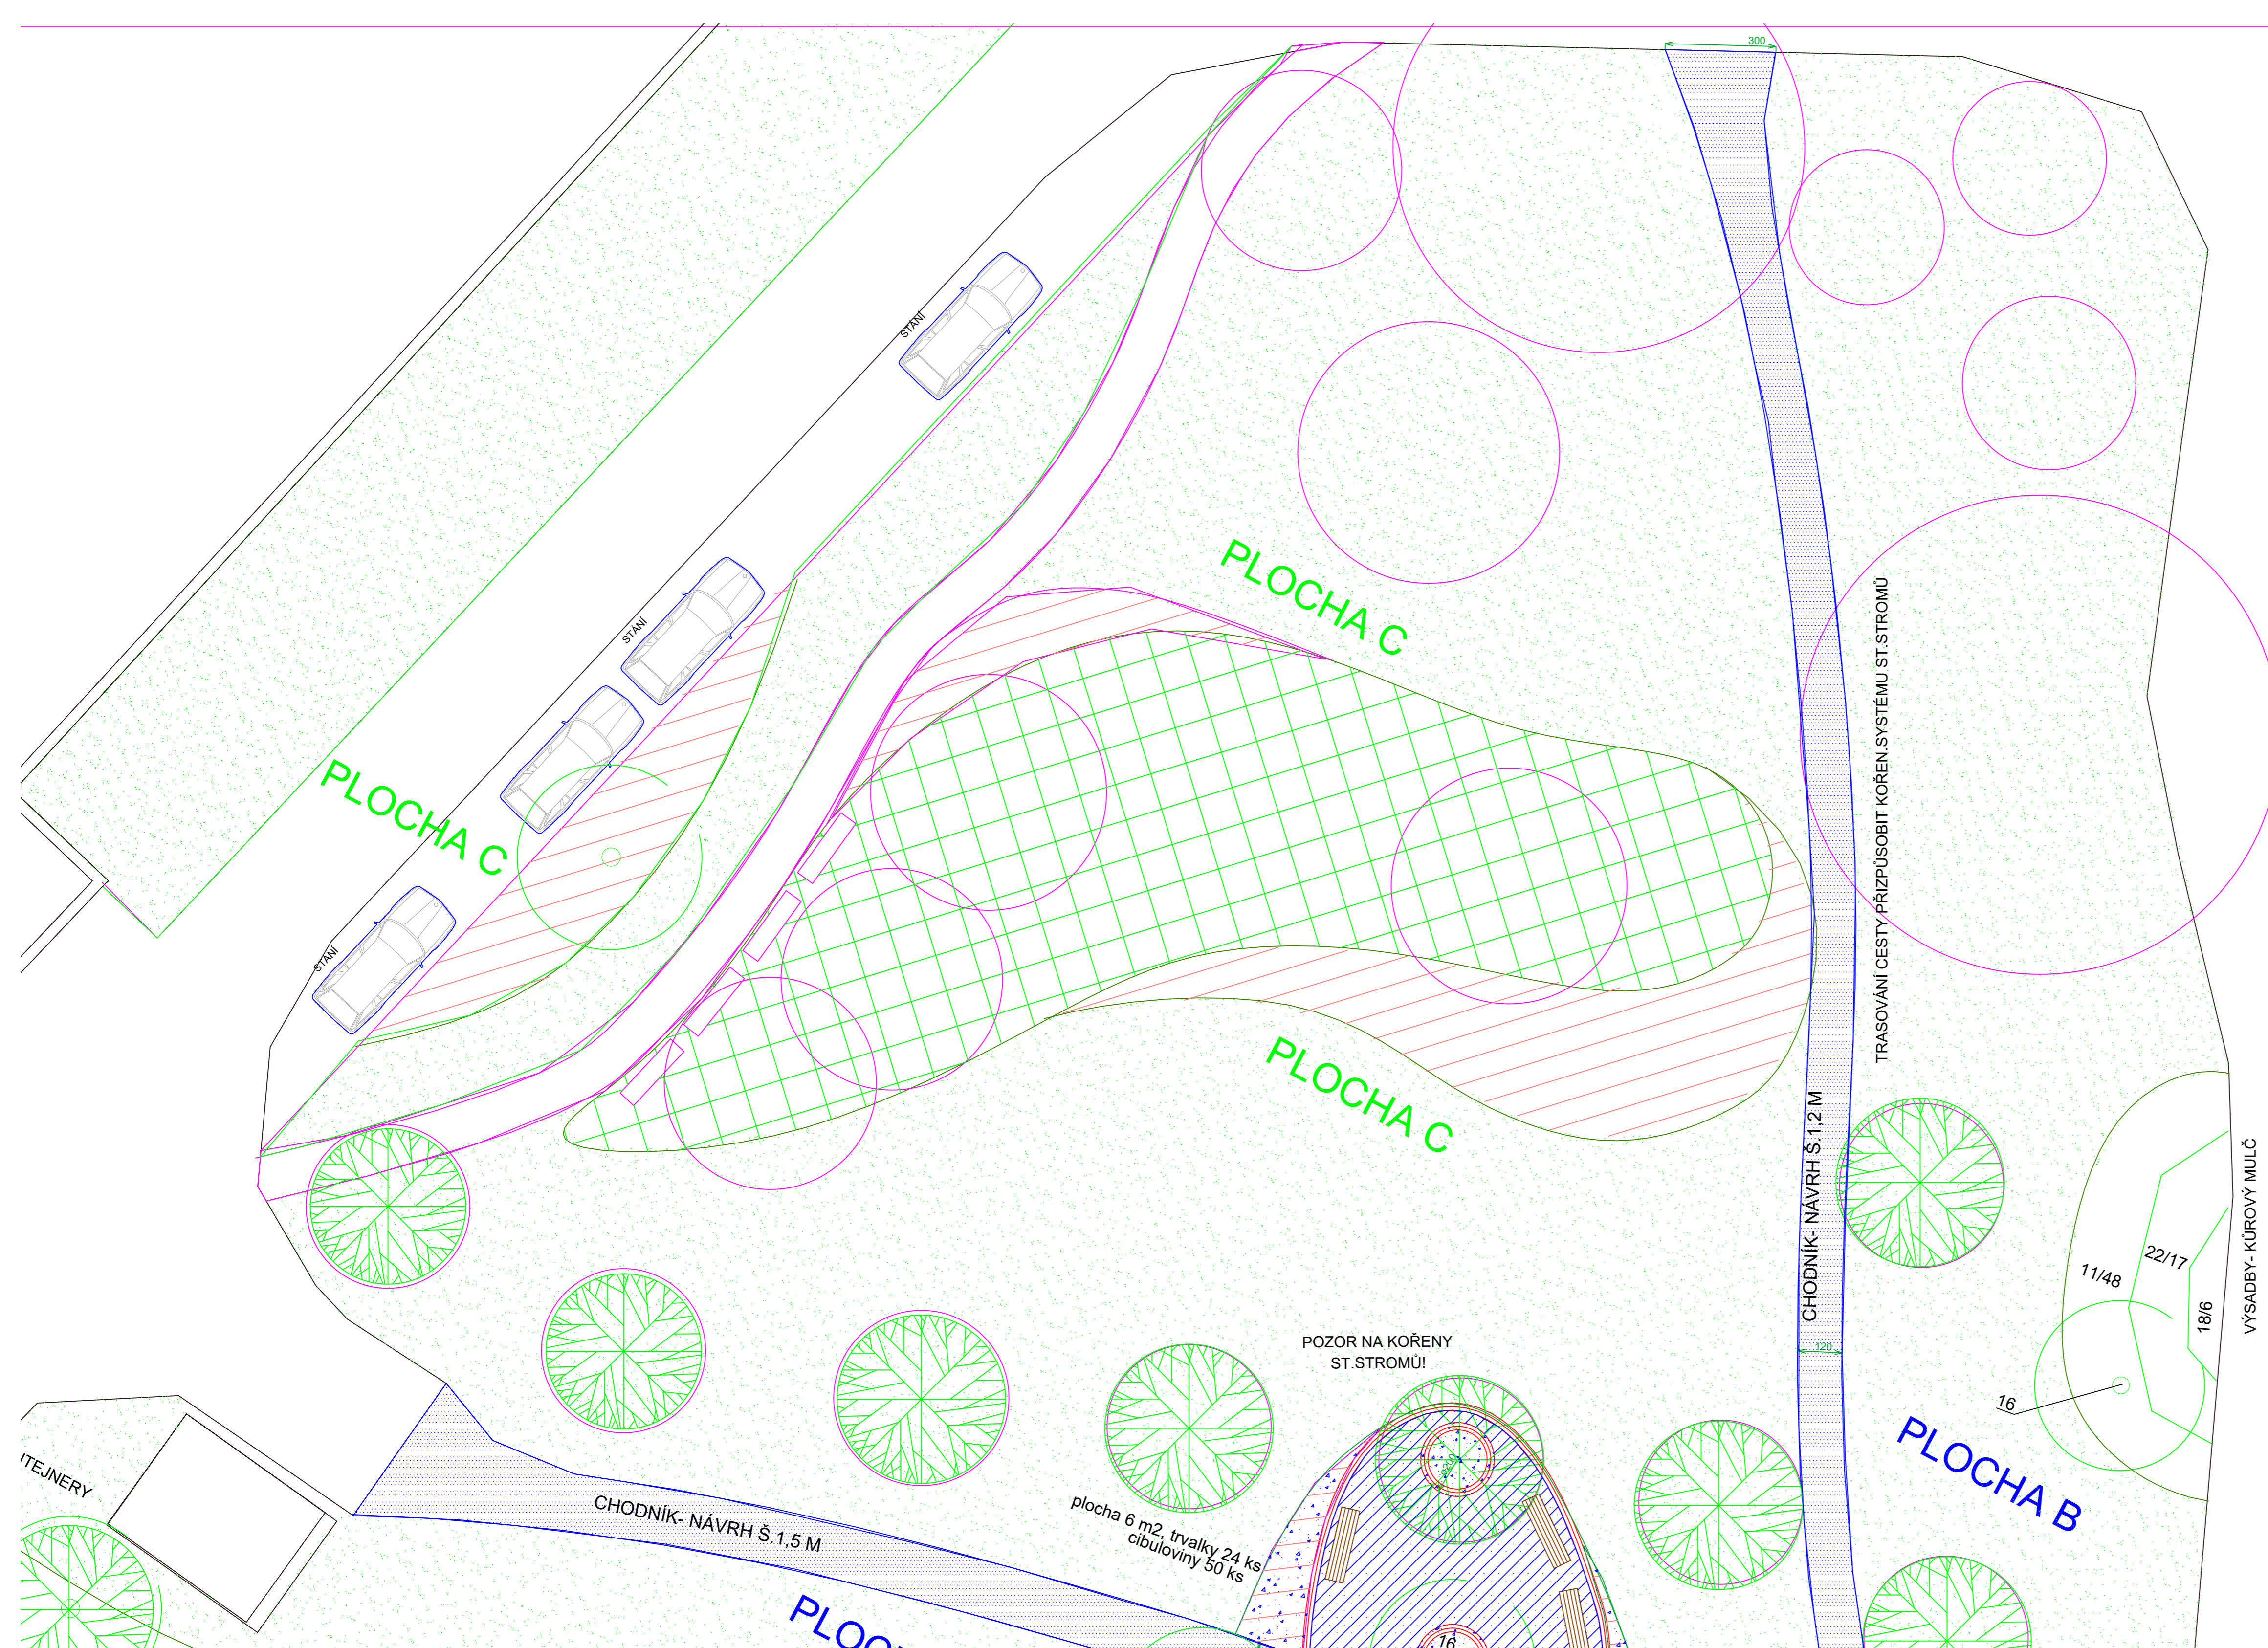 300
STÁNÍ
STÁNÍ
PLOCHA C
TRASOVÁNÍ CESTY PŘIZPŮSOBIT KOŘEN.SYSTÉMU ST.STROMŮ
PLOCHA C
STÁNÍ
PLOCHA C
CHODNÍK- NÁVRH Š.1,2 M
VÝSADBY- KŮROVÝ MULČ
22/17
11/48
18/6
POZOR NA KOŘENY
ST.STROMŮ!
120
16
PLOCHA B
CHODNÍK- NÁVRH Š.1,5 M
plocha 6 m2, trvalky 24 ks
cibuloviny 50 ks
16